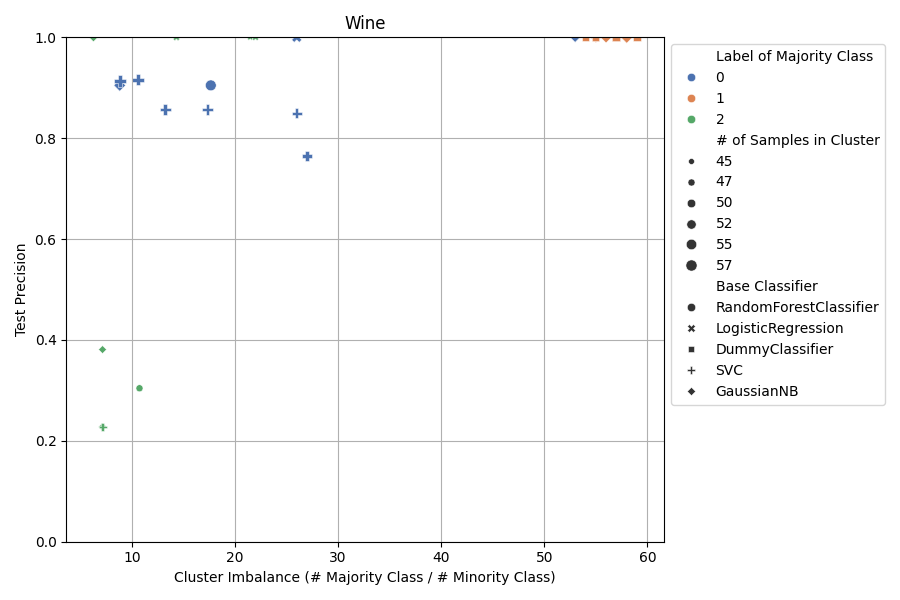 Wine
1.0
0.8
0.6
0.4
0.2
0.0
Test Precision
10
20
30
40
50
60
Cluster Imbalance (# Majority Class / # Minority Class)
Label of Majority Class
0
1
2
# of Samples in Cluster
45
47
50
52
55
57
Base Classifier
RandomForestClassifier
LogisticRegression
DummyClassifier
SVC
GaussianNB